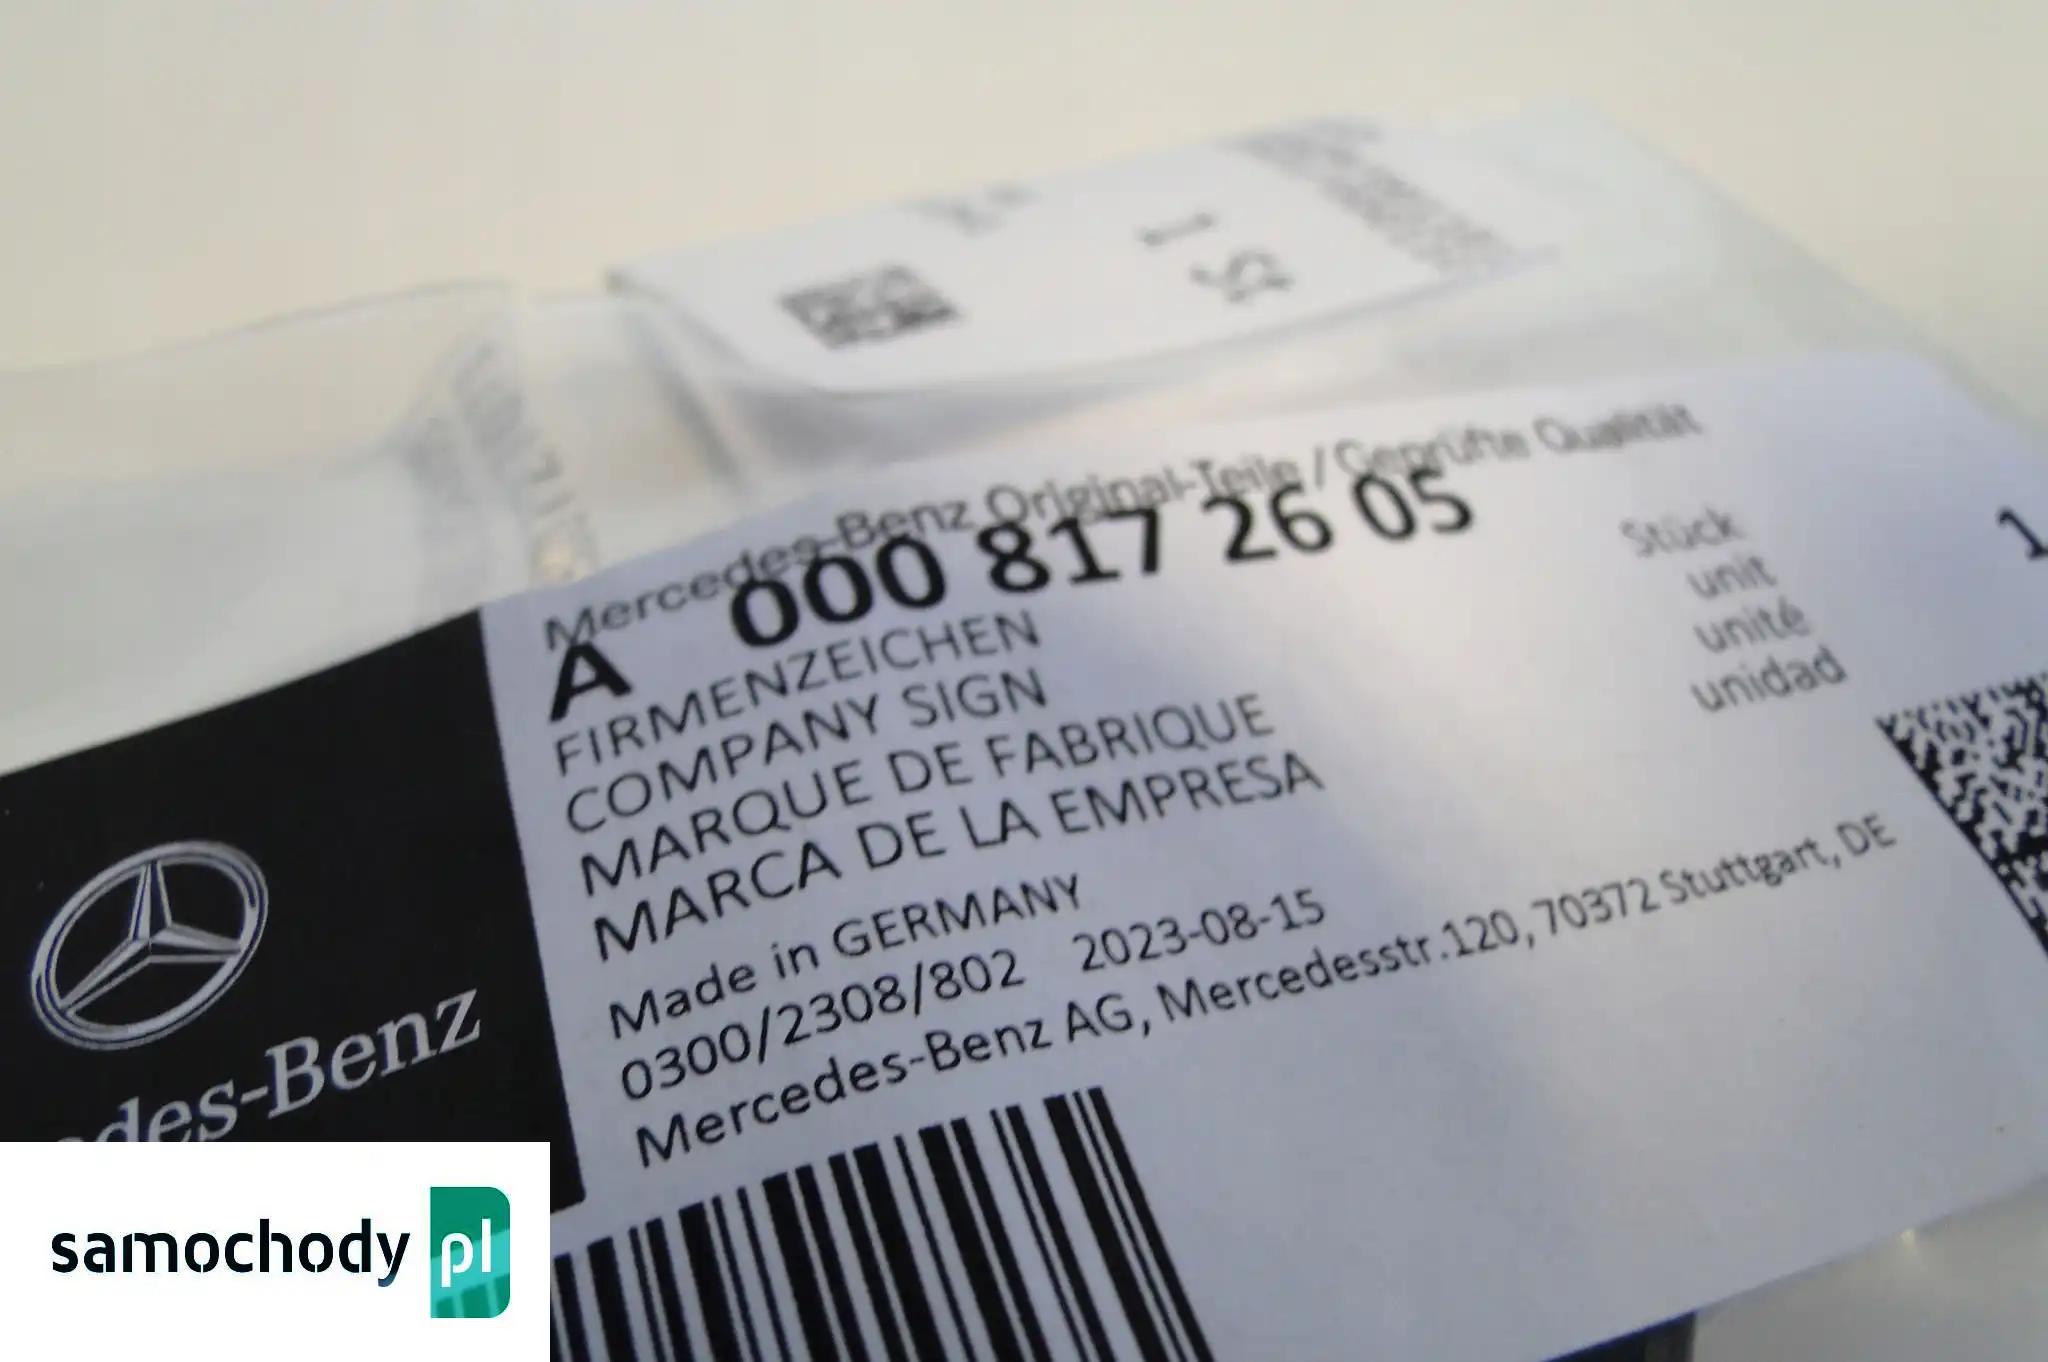 Mercedes-Benz Original-Teile / Geprüfte Qualität
A 000 817 26 05
FIRMENZEICHEN
COMPANY SIGN
MARQUE DE FABRIQUE
MARCA DE LA EMPRESA
Stück 1
unit
unité
unidad
Made in GERMANY
0300/2308/802 2023-08-15
Mercedes-Benz AG, Mercedesstr.120, 70372 Stuttgart, DE
edes-Benz
samochody pl